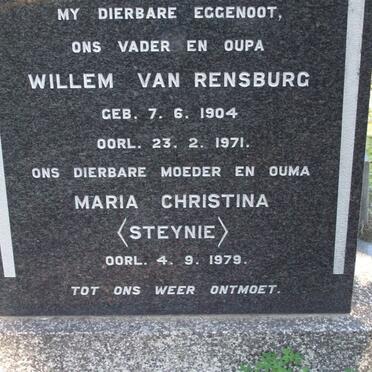 MY DIERBARE EGGENOOT,
ONS VADER EN OUPA
WILLEM VAN RENSBURG
GEB. 7. 6. 1904
OORL. 23. 2. 1971.
ONS DIERBARE MOEDER EN OUMA
MARIA CHRISTINA
⟨STEYNIE⟩
OORL. 4. 9. 1979.
TOT ONS WEER ONTMOET.